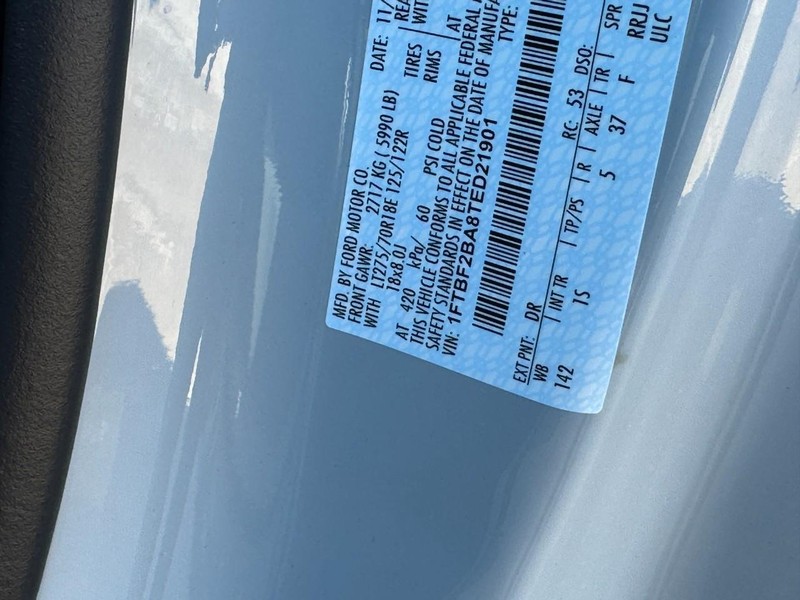 MFD. BY FORD MOTOR CO.
DATE: 11/
FRONT GAWR: 2717 KG ( 5990 LB)
WITH LT275/70R18E 125/122R TIRES
18x8.0J RIMS
AT 420 kPa/ 60 PSI COLD AT
THIS VEHICLE CONFORMS TO ALL APPLICABLE FEDERAL
SAFETY STANDARDS IN EFFECT ON THE DATE OF
VIN: 1FTBF2BA8TED21901 TYPE:
EXT PNT: DR RC: 53 DSO:
WB INT TR TP/PS R AXLE TR SPR
142 TS 5 37 F RRJJ
ULC